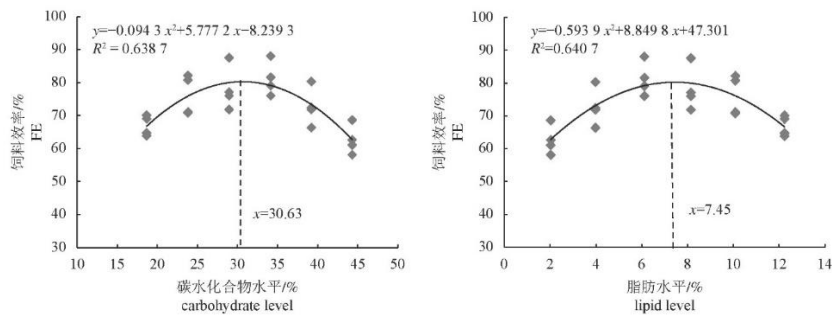 y=−0.094 3 x²+5.777 2 x−8.239 3
R² = 0.638 7
100
90
80
70
60
50
40
30
饲料效率/%
FE
x=30.63
10 15 20 25 30 35 40 45 50
碳水化合物水平/%
carbohydrate level
y=−0.593 9 x²+8.849 8 x+47.301
R²=0.640 7
100
90
80
70
60
50
40
30
饲料效率/%
FE
x=7.45
0 2 4 6 8 10 12 14
脂肪水平/%
lipid level